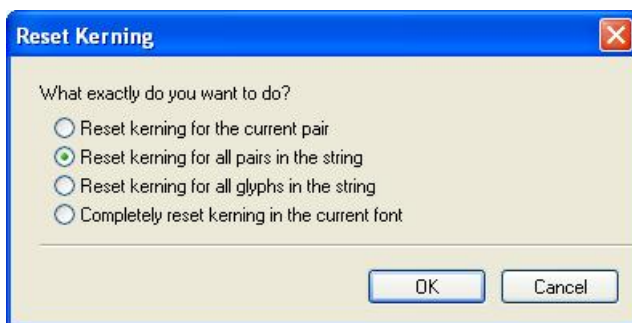 Reset Kerning
What exactly do you want to do?
Reset kerning for the current pair
Reset kerning for all pairs in the string
Reset kerning for all glyphs in the string
Completely reset kerning in the current font
OK Cancel